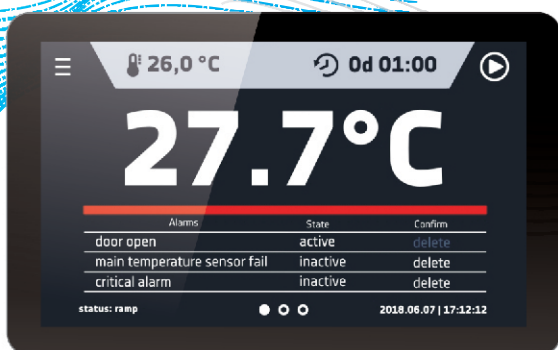 26,0 °C 0d 01:00
27.7°C
Alarms State Confirm
door open active delete
main temperature sensor fail inactive delete
critical alarm inactive delete
status: ramp 2018.06.07 | 17:12:12